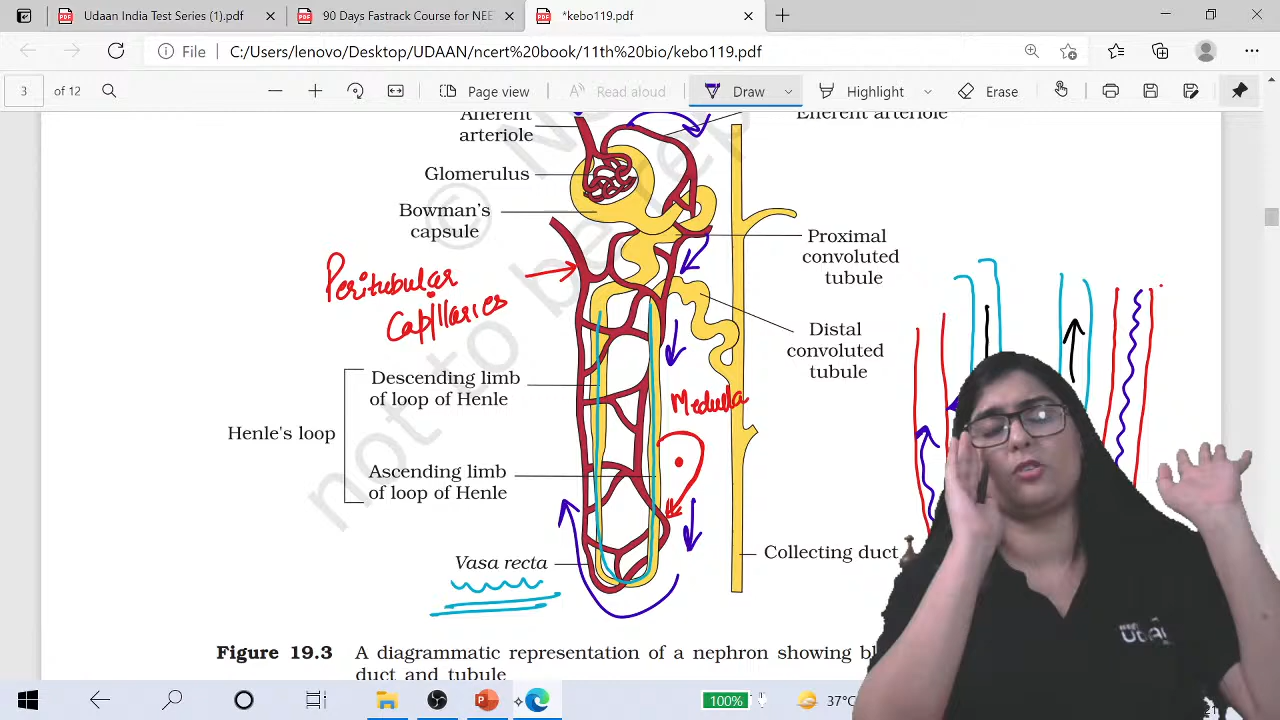 Udaan India Test Series (1).pdf
90 Days Fastrack Course for NEE
*kebo119.pdf
File
C:/Users/lenovo/Desktop/UDAAN/ncert%20book/11th%20bio/kebo119.pdf
3 of 12
Page view
Read aloud
Draw
Highlight
Erase
Afferent
arteriole
Efferent arteriole
Glomerulus
Bowman's
capsule
Proximal
convoluted
tubule
Peritubular
Capillaries
Distal
convoluted
tubule
Descending limb
of loop of Henle
Medulla
Henle's loop
Ascending limb
of loop of Henle
Vasa recta
Collecting duct
not to be rep
Figure 19.3 A diagrammatic representation of a nephron showing bl
duct and tubule
100%
37°C